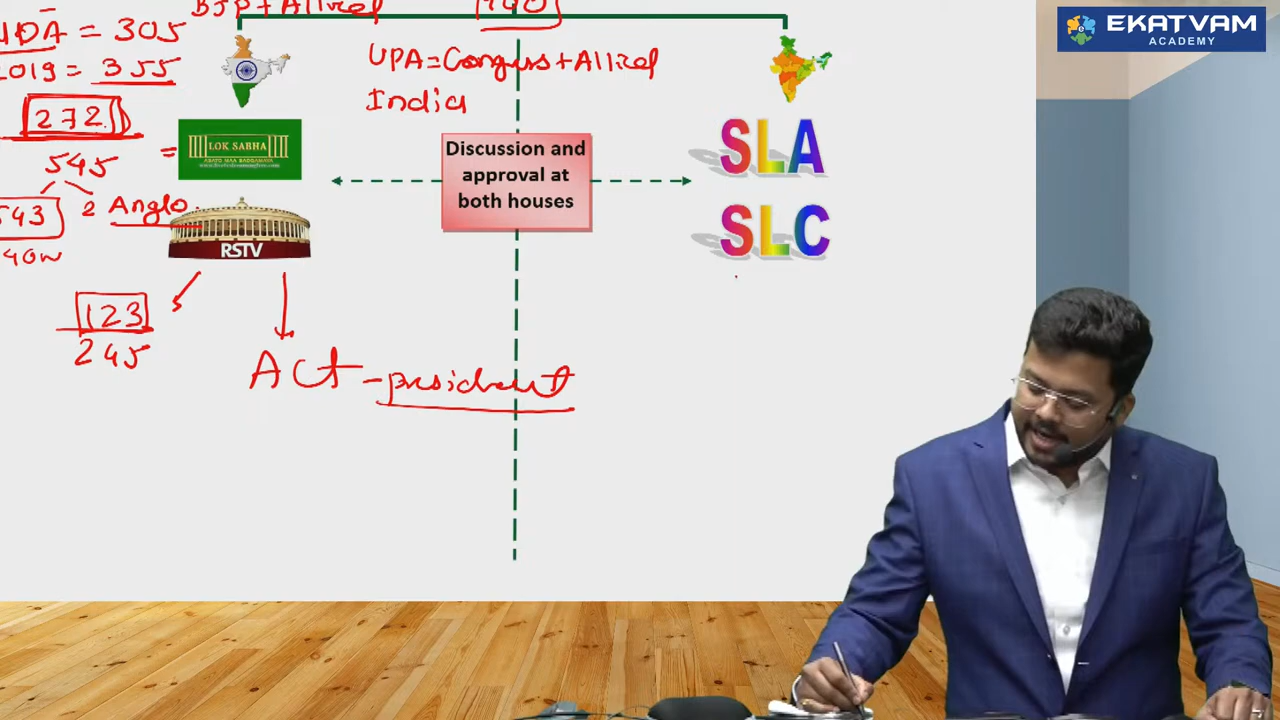 BJP + Allied
NDA = 305
2019 = 355
272
545
543
2 Anglo
UPA = Congress + Allied
India
LOK SABHA
RSTV
Discussion and
approval at
both houses
SLA
SLC
123
245
Act - president
EKATVAM
ACADEMY